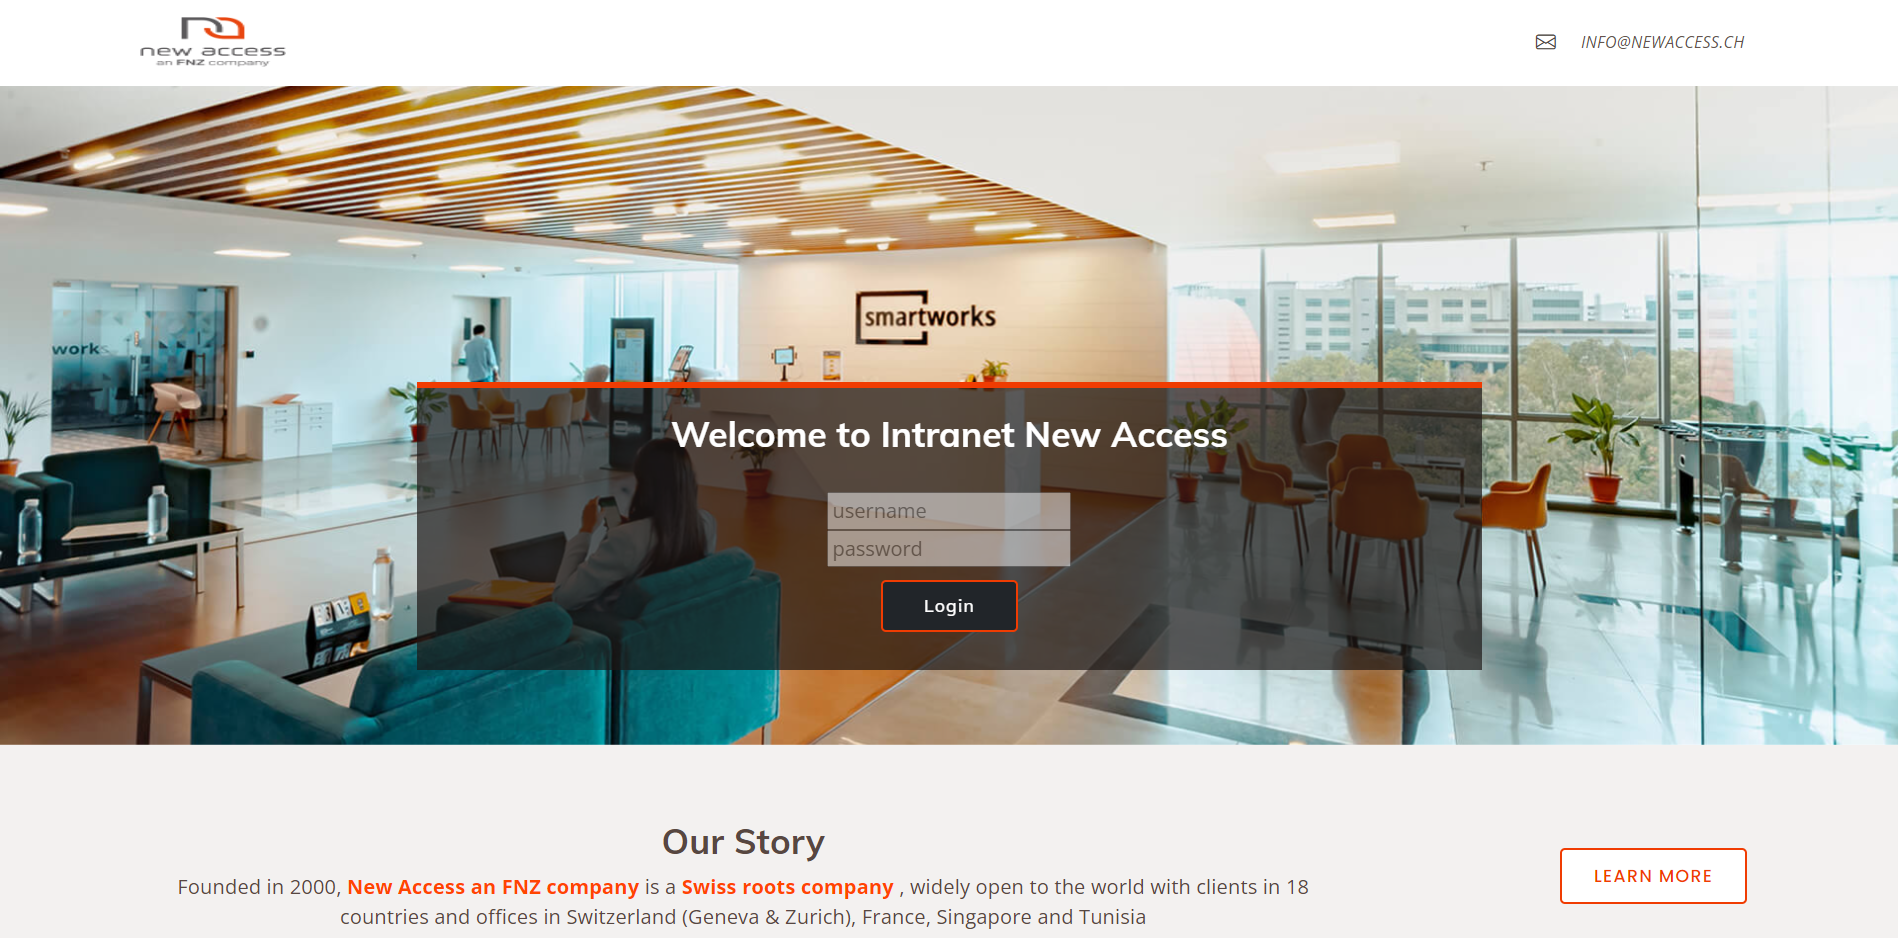 new access
an FNZ company
INFO@NEWACCESS.CH
smartworks
work
Welcome to Intranet New Access
username
password
Login
Our Story
Founded in 2000, New Access an FNZ company is a Swiss roots company , widely open to the world with clients in 18
countries and offices in Switzerland (Geneva & Zurich), France, Singapore and Tunisia
LEARN MORE